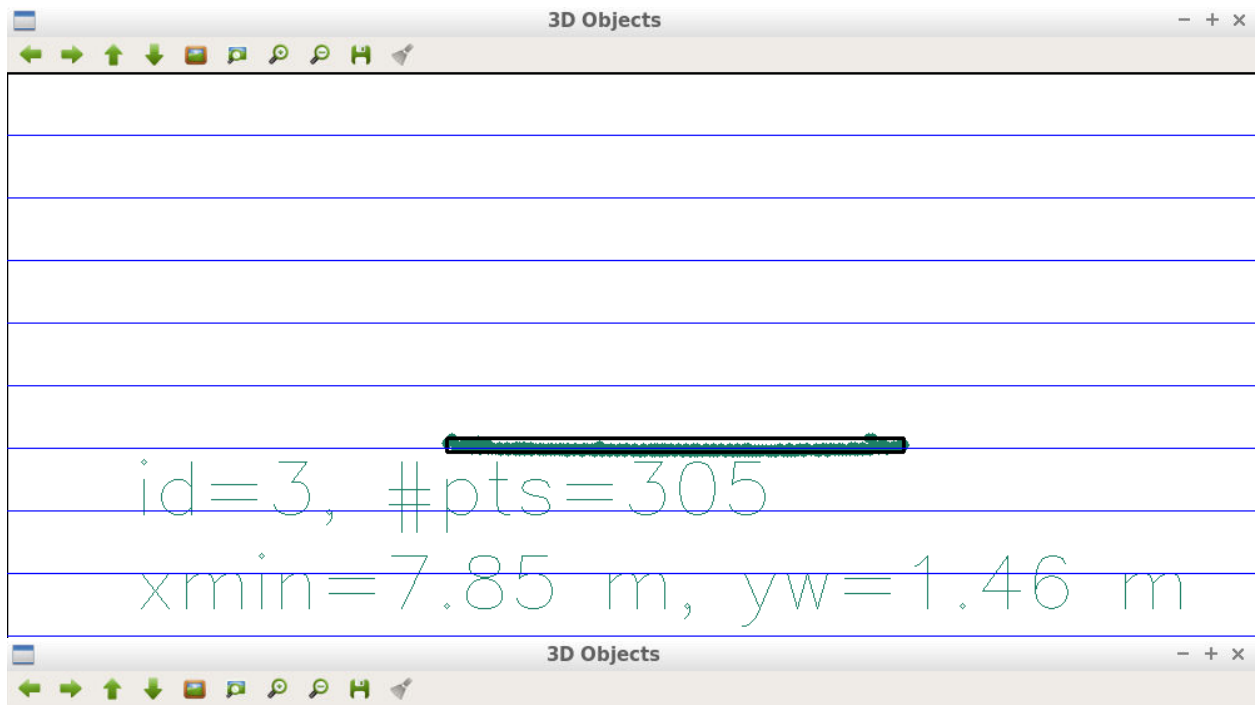 3D Objects
id=3, #pts=305
xmin=7.85 m, yw=1.46 m
3D Objects